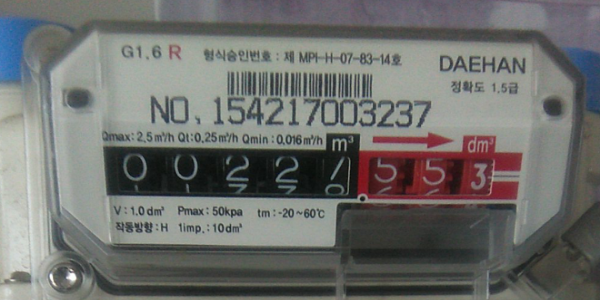 G1.6 R 형식승인번호 : 제 MPI-H-07-83-14호 DAEHAN
정확도 1.5급
NO. 154217003237
Qmax: 2.5㎥/h Qt:0.25㎥/h Qmin : 0.016㎥/h m³ dm³
0 0 2 2 7 5 5 3
V : 1.0 dm³ Pmax: 50kpa tm: -20~60℃
작동방향: H 1imp. : 10dm³